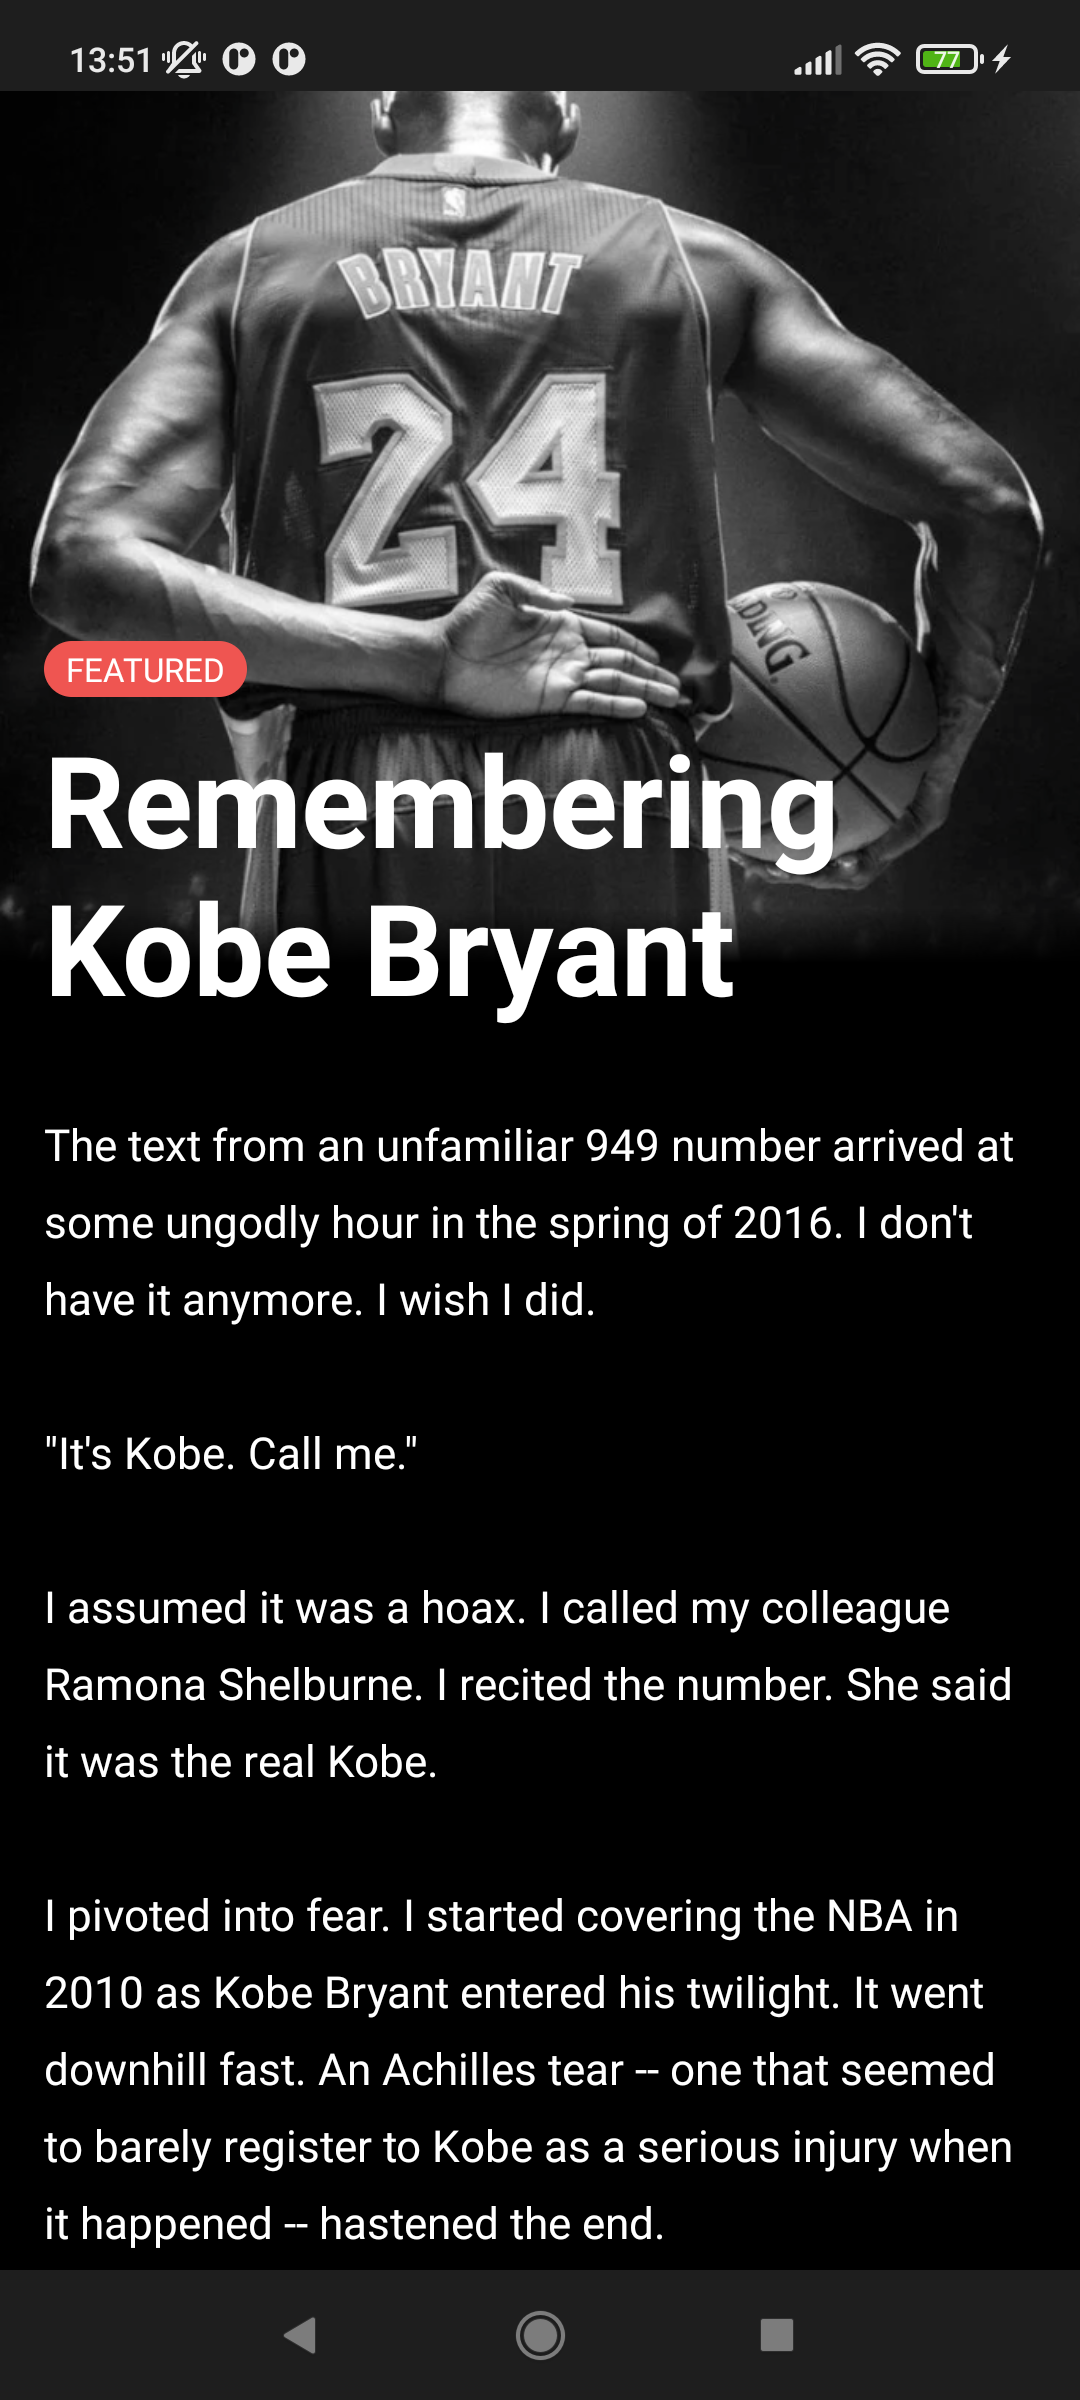 13:51
77
BRYANT
24
DING
FEATURED
Remembering
Kobe Bryant
The text from an unfamiliar 949 number arrived at
some ungodly hour in the spring of 2016. I don't
have it anymore. I wish I did.
"It's Kobe. Call me."
I assumed it was a hoax. I called my colleague
Ramona Shelburne. I recited the number. She said
it was the real Kobe.
I pivoted into fear. I started covering the NBA in
2010 as Kobe Bryant entered his twilight. It went
downhill fast. An Achilles tear -- one that seemed
to barely register to Kobe as a serious injury when
it happened -- hastened the end.